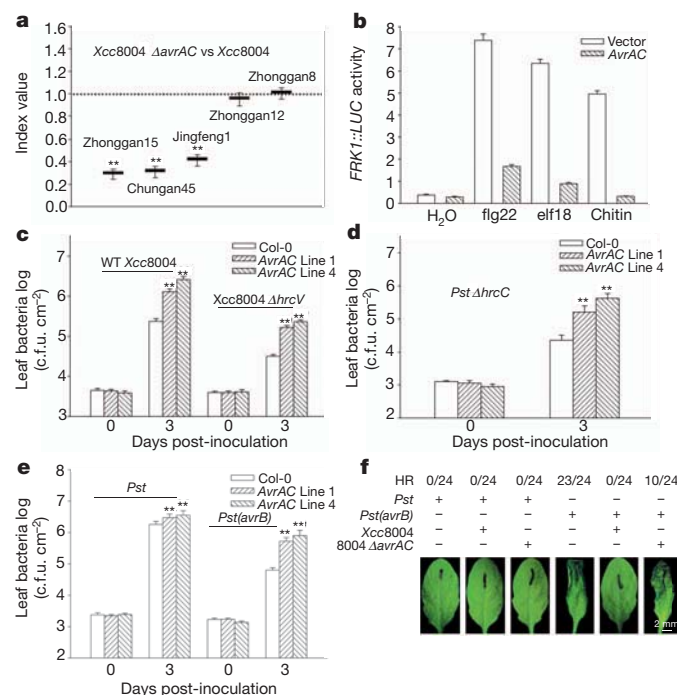 a
Xcc8004 ΔavrAC vs Xcc8004
Index value
1.6
1.4
1.2
1.0
0.8
0.6
0.4
0.2
0.0
Zhonggan15
**
Chungan45
**
Jingfeng1
**
Zhonggan12
Zhonggan8
b
FRK1::LUC activity
8
7
6
5
4
3
2
1
0
Vector
AvrAC
H2O
flg22
elf18
Chitin
c
Leaf bacteria log
(c.f.u. cm−2)
7
6
5
4
3
Col-0
AvrAC Line 1
AvrAC Line 4
WT Xcc8004
** **
Xcc8004 ΔhrcV
** **
0 3 0 3
Days post-inoculation
d
Leaf bacteria log
(c.f.u. cm−2)
8
7
6
5
4
3
2
Col-0
AvrAC Line 1
AvrAC Line 4
Pst ΔhrcC
** **
0 3
Days post-inoculation
e
Leaf bacteria log
(c.f.u. cm−2)
8
7
6
5
4
3
2
Col-0
AvrAC Line 1
AvrAC Line 4
Pst
** **
Pst(avrB)
** **
0 3 0 3
Days post-inoculation
f
HR 0/24 0/24 0/24 23/24 0/24 10/24
Pst + + + − − −
Pst(avrB) − − − + + +
Xcc8004 − + − − + −
8004 ΔavrAC − − + − − +
2 mm